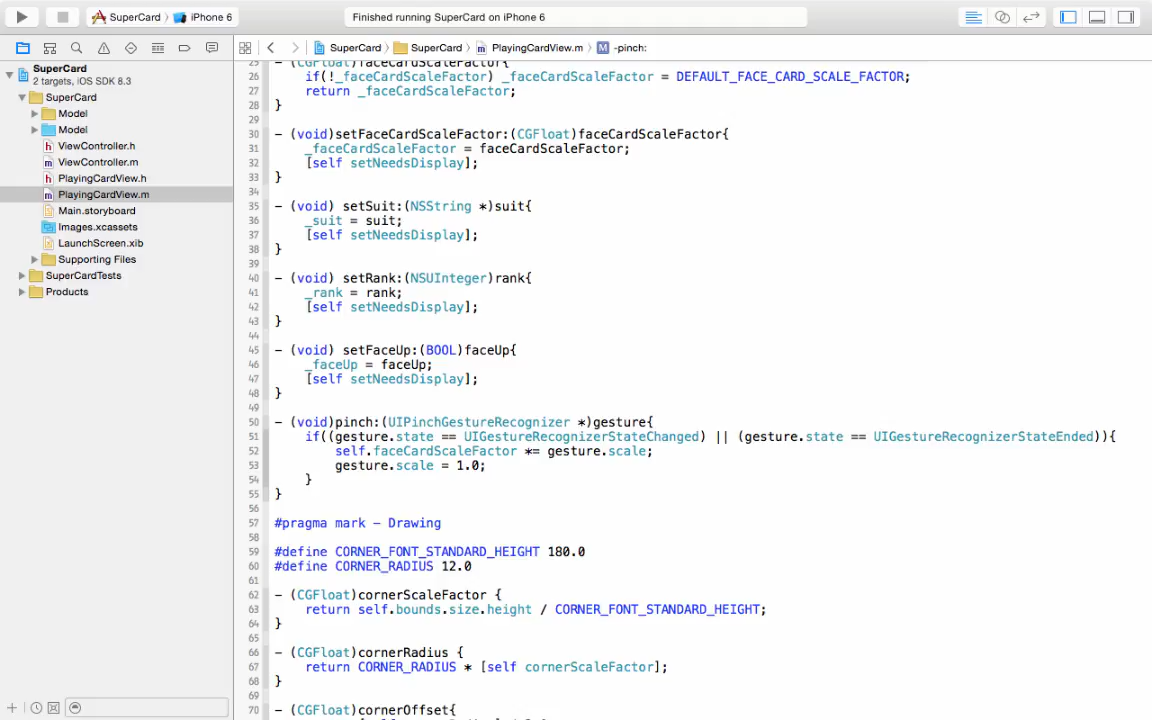 SuperCard iPhone 6
Finished running SuperCard on iPhone 6
SuperCard SuperCard PlayingCardView.m M -pinch:
SuperCard
2 targets, iOS SDK 8.3
SuperCard
Model
Model
h ViewController.h
m ViewController.m
h PlayingCardView.h
m PlayingCardView.m
Main.storyboard
Images.xcassets
LaunchScreen.xib
Supporting Files
SuperCardTests
Products
25 - (CGFloat)faceCardScaleFactor{
26 if(!_faceCardScaleFactor) _faceCardScaleFactor = DEFAULT_FACE_CARD_SCALE_FACTOR;
27 return _faceCardScaleFactor;
28 }
29
30 - (void)setFaceCardScaleFactor:(CGFloat)faceCardScaleFactor{
31 _faceCardScaleFactor = faceCardScaleFactor;
32 [self setNeedsDisplay];
33 }
34
35 - (void) setSuit:(NSString *)suit{
36 _suit = suit;
37 [self setNeedsDisplay];
38 }
39
40 - (void) setRank:(NSUInteger)rank{
41 _rank = rank;
42 [self setNeedsDisplay];
43 }
44
45 - (void) setFaceUp:(BOOL)faceUp{
46 _faceUp = faceUp;
47 [self setNeedsDisplay];
48 }
49
50 - (void)pinch:(UIPinchGestureRecognizer *)gesture{
51 if((gesture.state == UIGestureRecognizerStateChanged) || (gesture.state == UIGestureRecognizerStateEnded)){
52 self.faceCardScaleFactor *= gesture.scale;
53 gesture.scale = 1.0;
54 }
55 }
56
57 #pragma mark - Drawing
58
59 #define CORNER_FONT_STANDARD_HEIGHT 180.0
60 #define CORNER_RADIUS 12.0
61
62 - (CGFloat)cornerScaleFactor {
63 return self.bounds.size.height / CORNER_FONT_STANDARD_HEIGHT;
64 }
65
66 - (CGFloat)cornerRadius {
67 return CORNER_RADIUS * [self cornerScaleFactor];
68 }
69
70 - (CGFloat)cornerOffset{